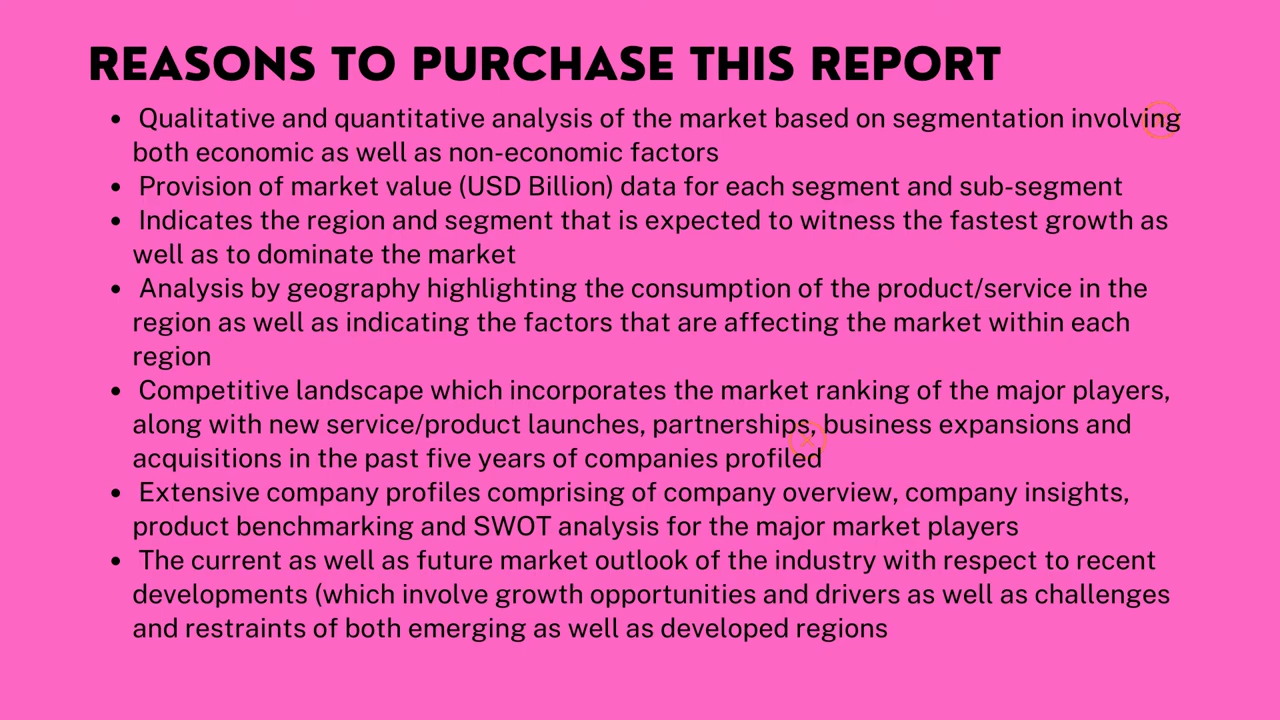 REASONS TO PURCHASE THIS REPORT
• Qualitative and quantitative analysis of the market based on segmentation involving
both economic as well as non-economic factors
• Provision of market value (USD Billion) data for each segment and sub-segment
• Indicates the region and segment that is expected to witness the fastest growth as
well as to dominate the market
• Analysis by geography highlighting the consumption of the product/service in the
region as well as indicating the factors that are affecting the market within each
region
• Competitive landscape which incorporates the market ranking of the major players,
along with new service/product launches, partnerships, business expansions and
acquisitions in the past five years of companies profiled
• Extensive company profiles comprising of company overview, company insights,
product benchmarking and SWOT analysis for the major market players
• The current as well as future market outlook of the industry with respect to recent
developments (which involve growth opportunities and drivers as well as challenges
and restraints of both emerging as well as developed regions